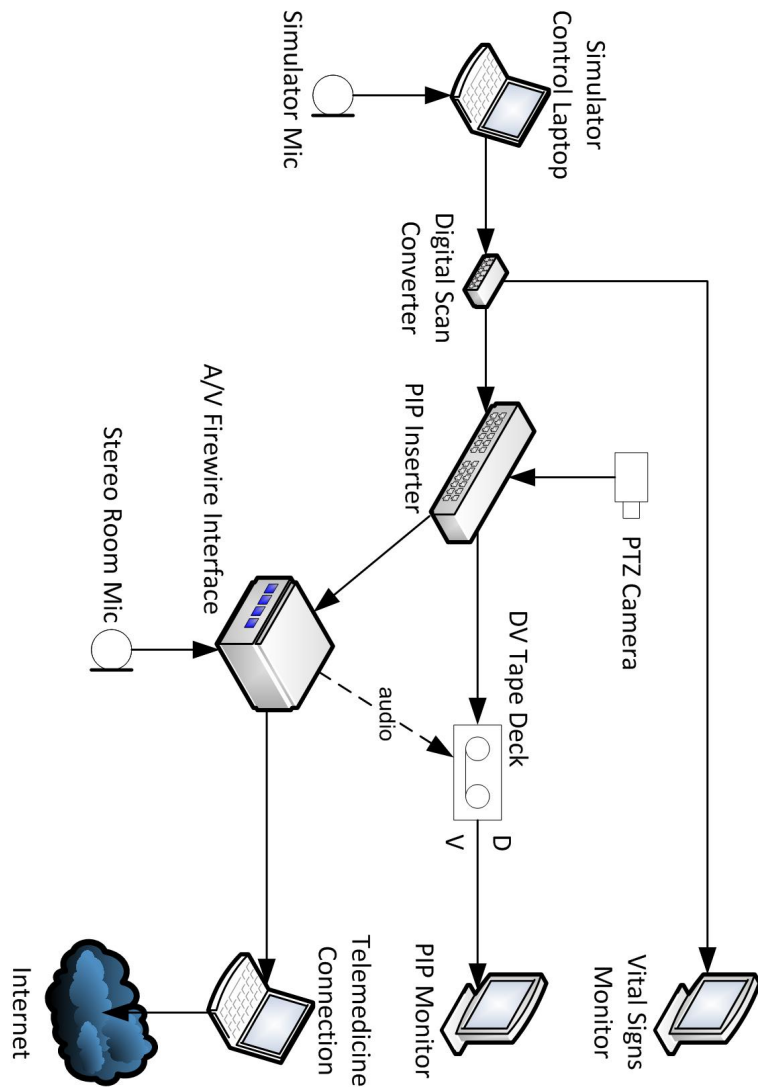 Simulator
Control Laptop
Simulator Mic
Digital Scan
Converter
PIP Inserter
PTZ Camera
A/V Firewire Interface
Stereo Room Mic
DV Tape Deck
audio
D
V
Vital Signs
Monitor
PIP Monitor
Telemedicine
Connection
Internet